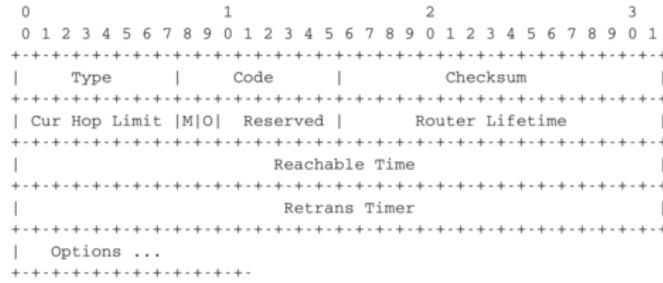 0                   1                   2                   3
0 1 2 3 4 5 6 7 8 9 0 1 2 3 4 5 6 7 8 9 0 1 2 3 4 5 6 7 8 9 0 1
+-+-+-+-+-+-+-+-+-+-+-+-+-+-+-+-+-+-+-+-+-+-+-+-+-+-+-+-+-+-+-+-+
|     Type      |     Code      |          Checksum             |
+-+-+-+-+-+-+-+-+-+-+-+-+-+-+-+-+-+-+-+-+-+-+-+-+-+-+-+-+-+-+-+-+
| Cur Hop Limit |M|O|  Reserved |       Router Lifetime         |
+-+-+-+-+-+-+-+-+-+-+-+-+-+-+-+-+-+-+-+-+-+-+-+-+-+-+-+-+-+-+-+-+
|                         Reachable Time                        |
+-+-+-+-+-+-+-+-+-+-+-+-+-+-+-+-+-+-+-+-+-+-+-+-+-+-+-+-+-+-+-+-+
|                          Retrans Timer                        |
+-+-+-+-+-+-+-+-+-+-+-+-+-+-+-+-+-+-+-+-+-+-+-+-+-+-+-+-+-+-+-+-+
|   Options ...
+-+-+-+-+-+-+-+-+-+-+-+-